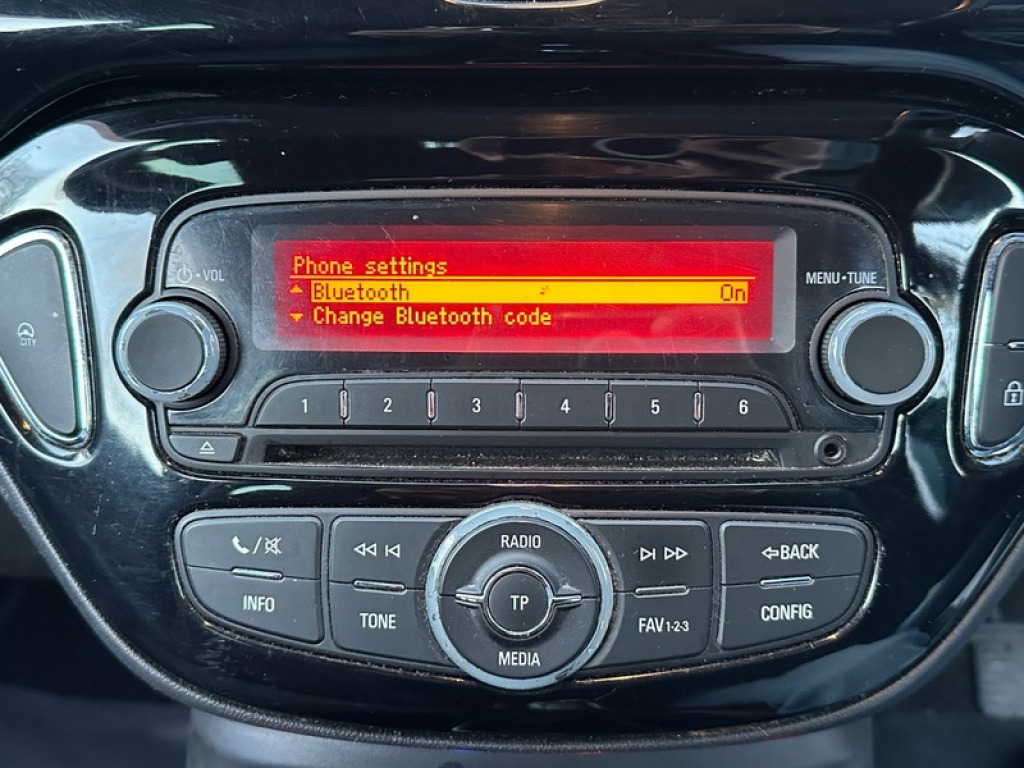 Phone settings
Bluetooth On
Change Bluetooth code
VOL
MENU•TUNE
CITY
1 2 3 4 5 6
RADIO
BACK
TP
INFO
TONE
FAV1-2-3
CONFIG
MEDIA